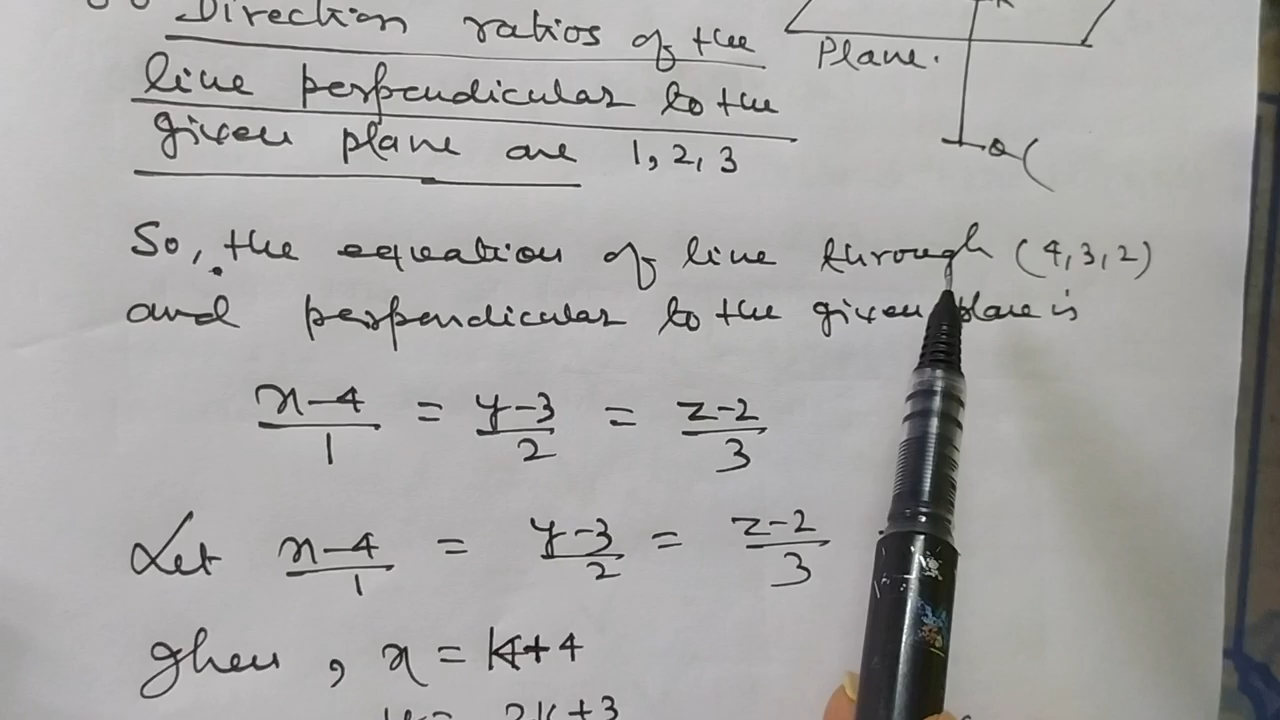 Direction ratios of the
line perpendicular to the
given plane are 1, 2, 3
Plane.
Q(
So, the equation of line through (4,3,2)
and perpendicular to the given plane is
x-4/1 = y-3/2 = z-2/3
Let x-4/1 = y-3/2 = z-2/3
Then, x = k+4
y = 2k+3